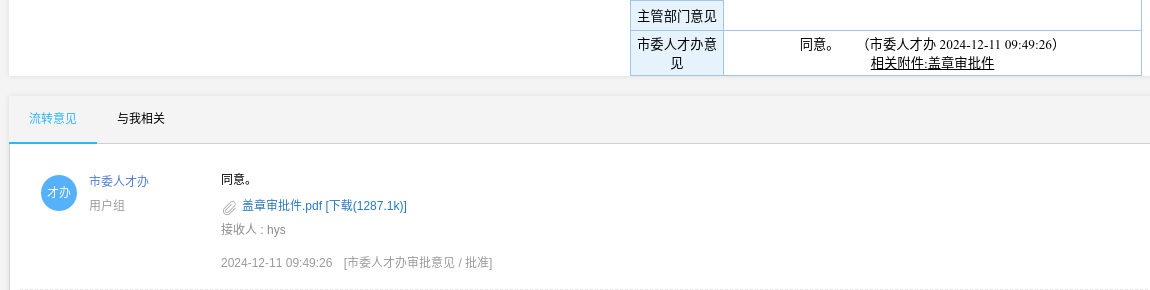 主管部门意见
市委人才办意见
同意。 （市委人才办 2024-12-11 09:49:26）
相关附件:盖章审批件
流转意见 与我相关
才办 市委人才办 同意。
用户组 盖章审批件.pdf [下载(1287.1k)]
接收人 : hys
2024-12-11 09:49:26 [市委人才办审批意见 / 批准]